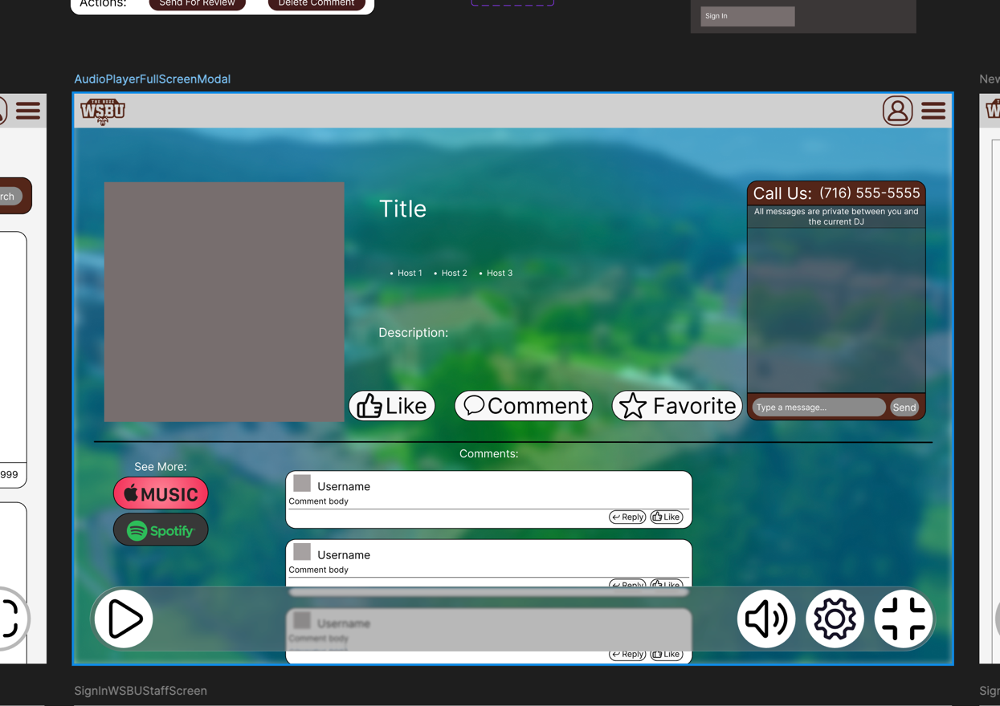 Actions:
Send For Review
Delete Comment
Sign In
AudioPlayerFullScreenModal
New
THE BUZZ
WSBU
rch
Title
Call Us: (716) 555-5555
All messages are private between you and
the current DJ
• Host 1 • Host 2 • Host 3
Description:
Like
Comment
Favorite
Type a message...
Send
Comments:
See More:
MUSIC
Spotify
999
Username
Comment body
Reply
Like
Username
Comment body
Reply
Like
Username
Comment body
Reply
Like
SignInWSBUStaffScreen
Sign